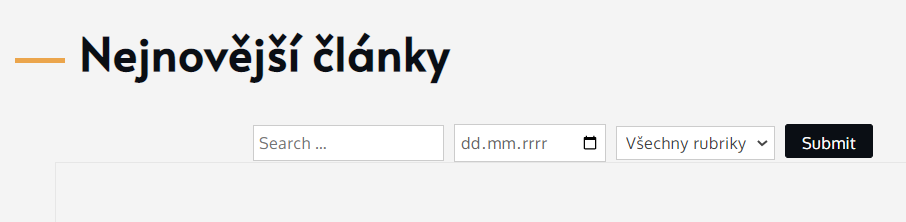 Nejnovější články
Search ... dd.mm.rrrr Všechny rubriky Submit